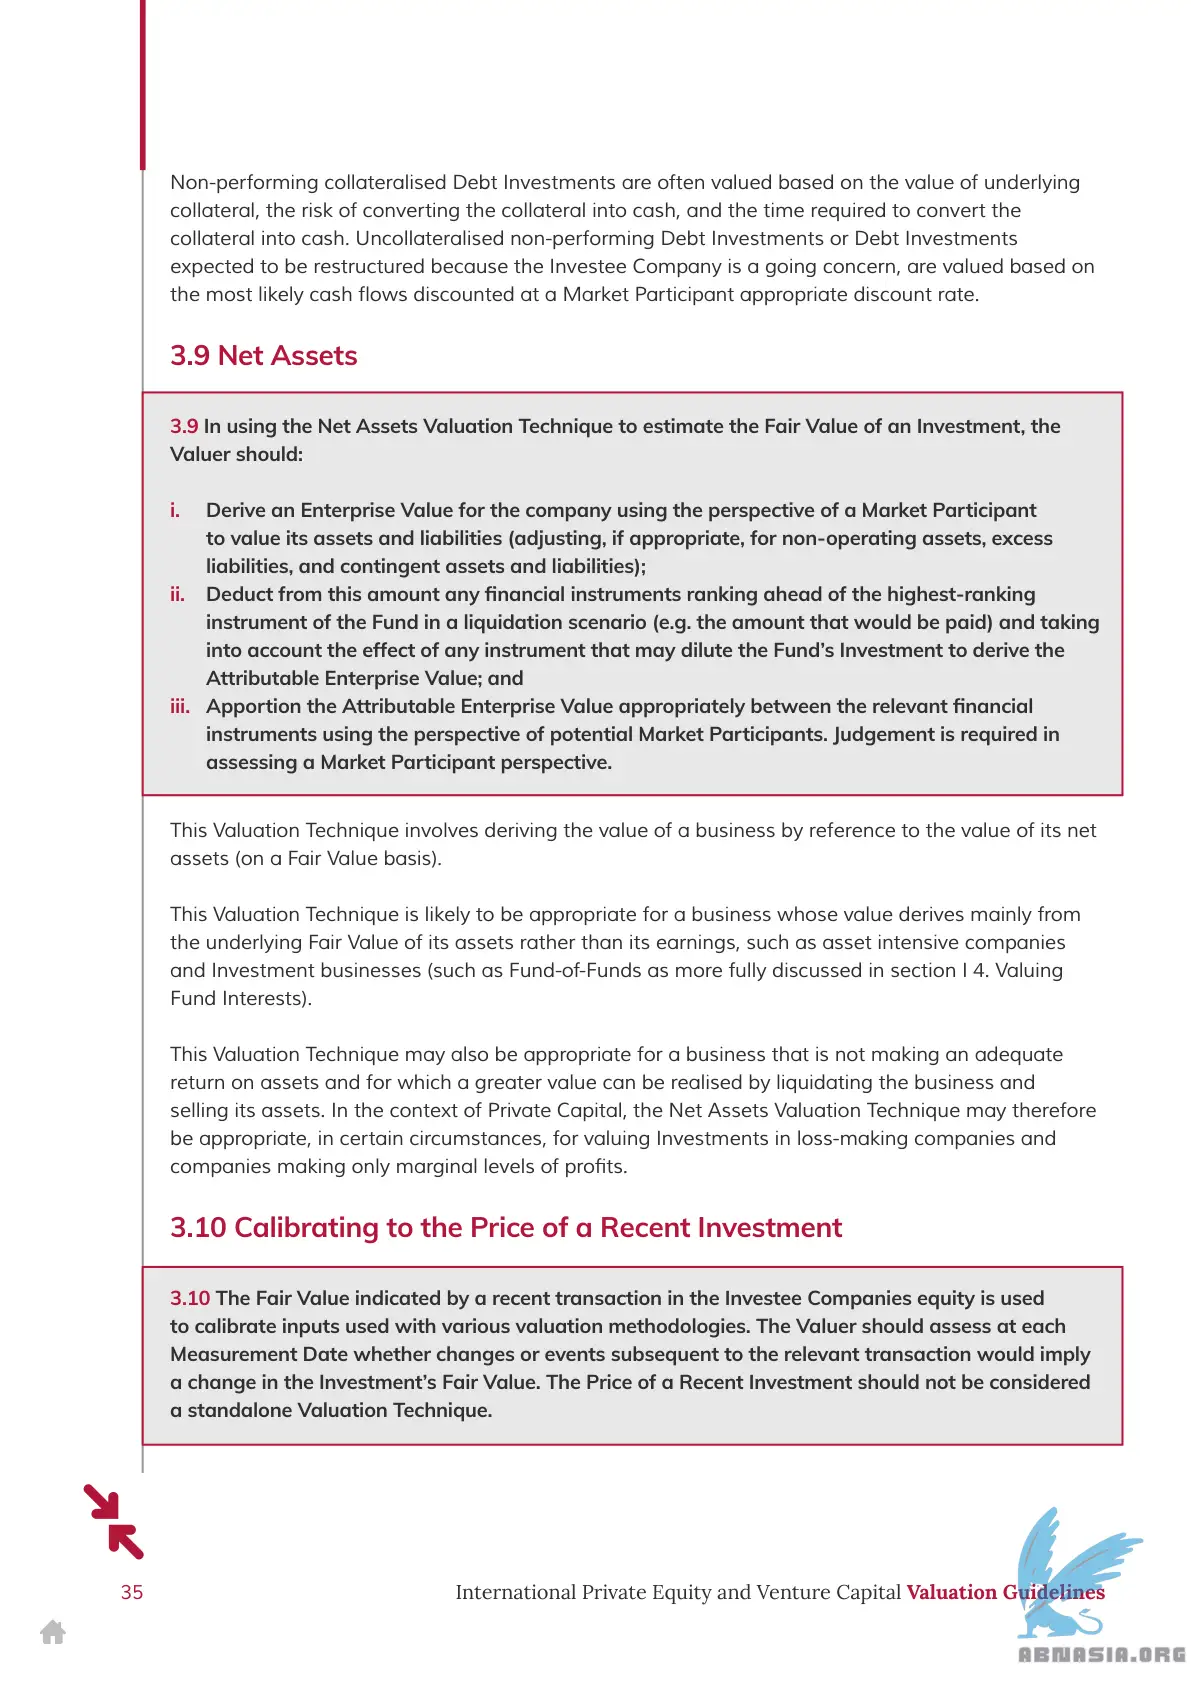 Non-performing collateralised Debt Investments are often valued based on the value of underlying
collateral, the risk of converting the collateral into cash, and the time required to convert the
collateral into cash. Uncollateralised non-performing Debt Investments or Debt Investments
expected to be restructured because the Investee Company is a going concern, are valued based on
the most likely cash flows discounted at a Market Participant appropriate discount rate.
3.9 Net Assets
3.9 In using the Net Assets Valuation Technique to estimate the Fair Value of an Investment, the
Valuer should:
i. Derive an Enterprise Value for the company using the perspective of a Market Participant
to value its assets and liabilities (adjusting, if appropriate, for non-operating assets, excess
liabilities, and contingent assets and liabilities);
ii. Deduct from this amount any financial instruments ranking ahead of the highest-ranking
instrument of the Fund in a liquidation scenario (e.g. the amount that would be paid) and taking
into account the effect of any instrument that may dilute the Fund’s Investment to derive the
Attributable Enterprise Value; and
iii. Apportion the Attributable Enterprise Value appropriately between the relevant financial
instruments using the perspective of potential Market Participants. Judgement is required in
assessing a Market Participant perspective.
This Valuation Technique involves deriving the value of a business by reference to the value of its net
assets (on a Fair Value basis).
This Valuation Technique is likely to be appropriate for a business whose value derives mainly from
the underlying Fair Value of its assets rather than its earnings, such as asset intensive companies
and Investment businesses (such as Fund-of-Funds as more fully discussed in section I 4. Valuing
Fund Interests).
This Valuation Technique may also be appropriate for a business that is not making an adequate
return on assets and for which a greater value can be realised by liquidating the business and
selling its assets. In the context of Private Capital, the Net Assets Valuation Technique may therefore
be appropriate, in certain circumstances, for valuing Investments in loss-making companies and
companies making only marginal levels of profits.
3.10 Calibrating to the Price of a Recent Investment
3.10 The Fair Value indicated by a recent transaction in the Investee Companies equity is used
to calibrate inputs used with various valuation methodologies. The Valuer should assess at each
Measurement Date whether changes or events subsequent to the relevant transaction would imply
a change in the Investment’s Fair Value. The Price of a Recent Investment should not be considered
a standalone Valuation Technique.
35
International Private Equity and Venture Capital Valuation Guidelines
ABNASIA.ORG